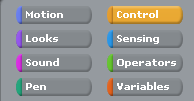 Motion Control
Looks Sensing
Sound Operators
Pen Variables